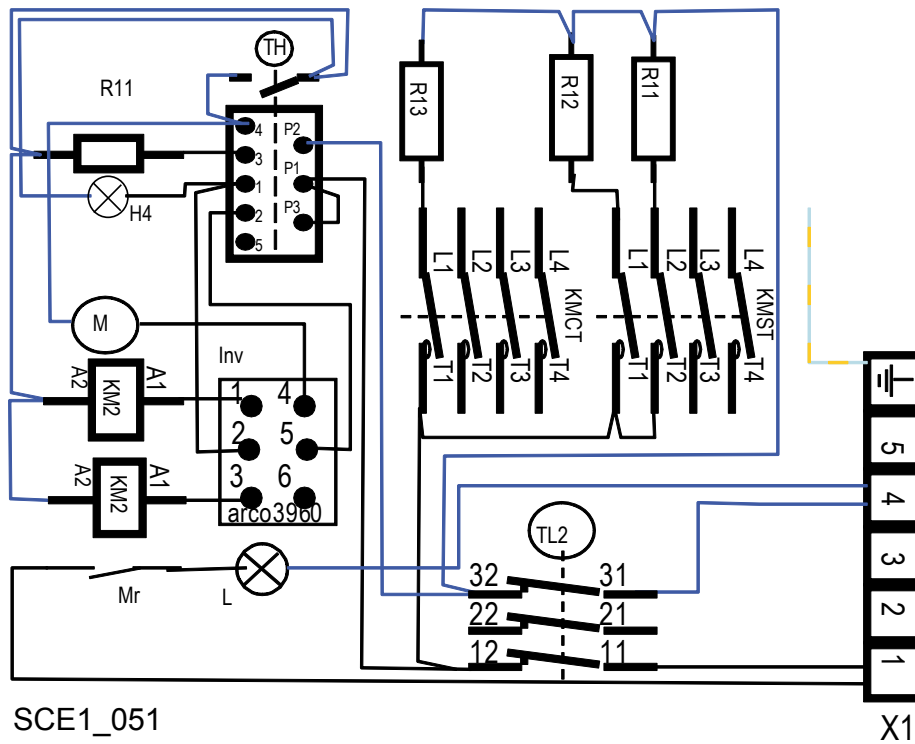 TH
R11
4
P2
3
P1
1
H4
2
P3
5
R13
R12
R11
L1
L2
L3
L4
KMCT
T1
T2
T3
T4
L1
L2
L3
L4
KMST
T1
T2
T3
T4
M
Inv
A2
KM2
A1
1
4
2
5
3
6
arco3960
A2
KM2
A1
Mr
L
TL2
32
31
22
21
12
11
5
4
3
2
1
X1
SCE1_051